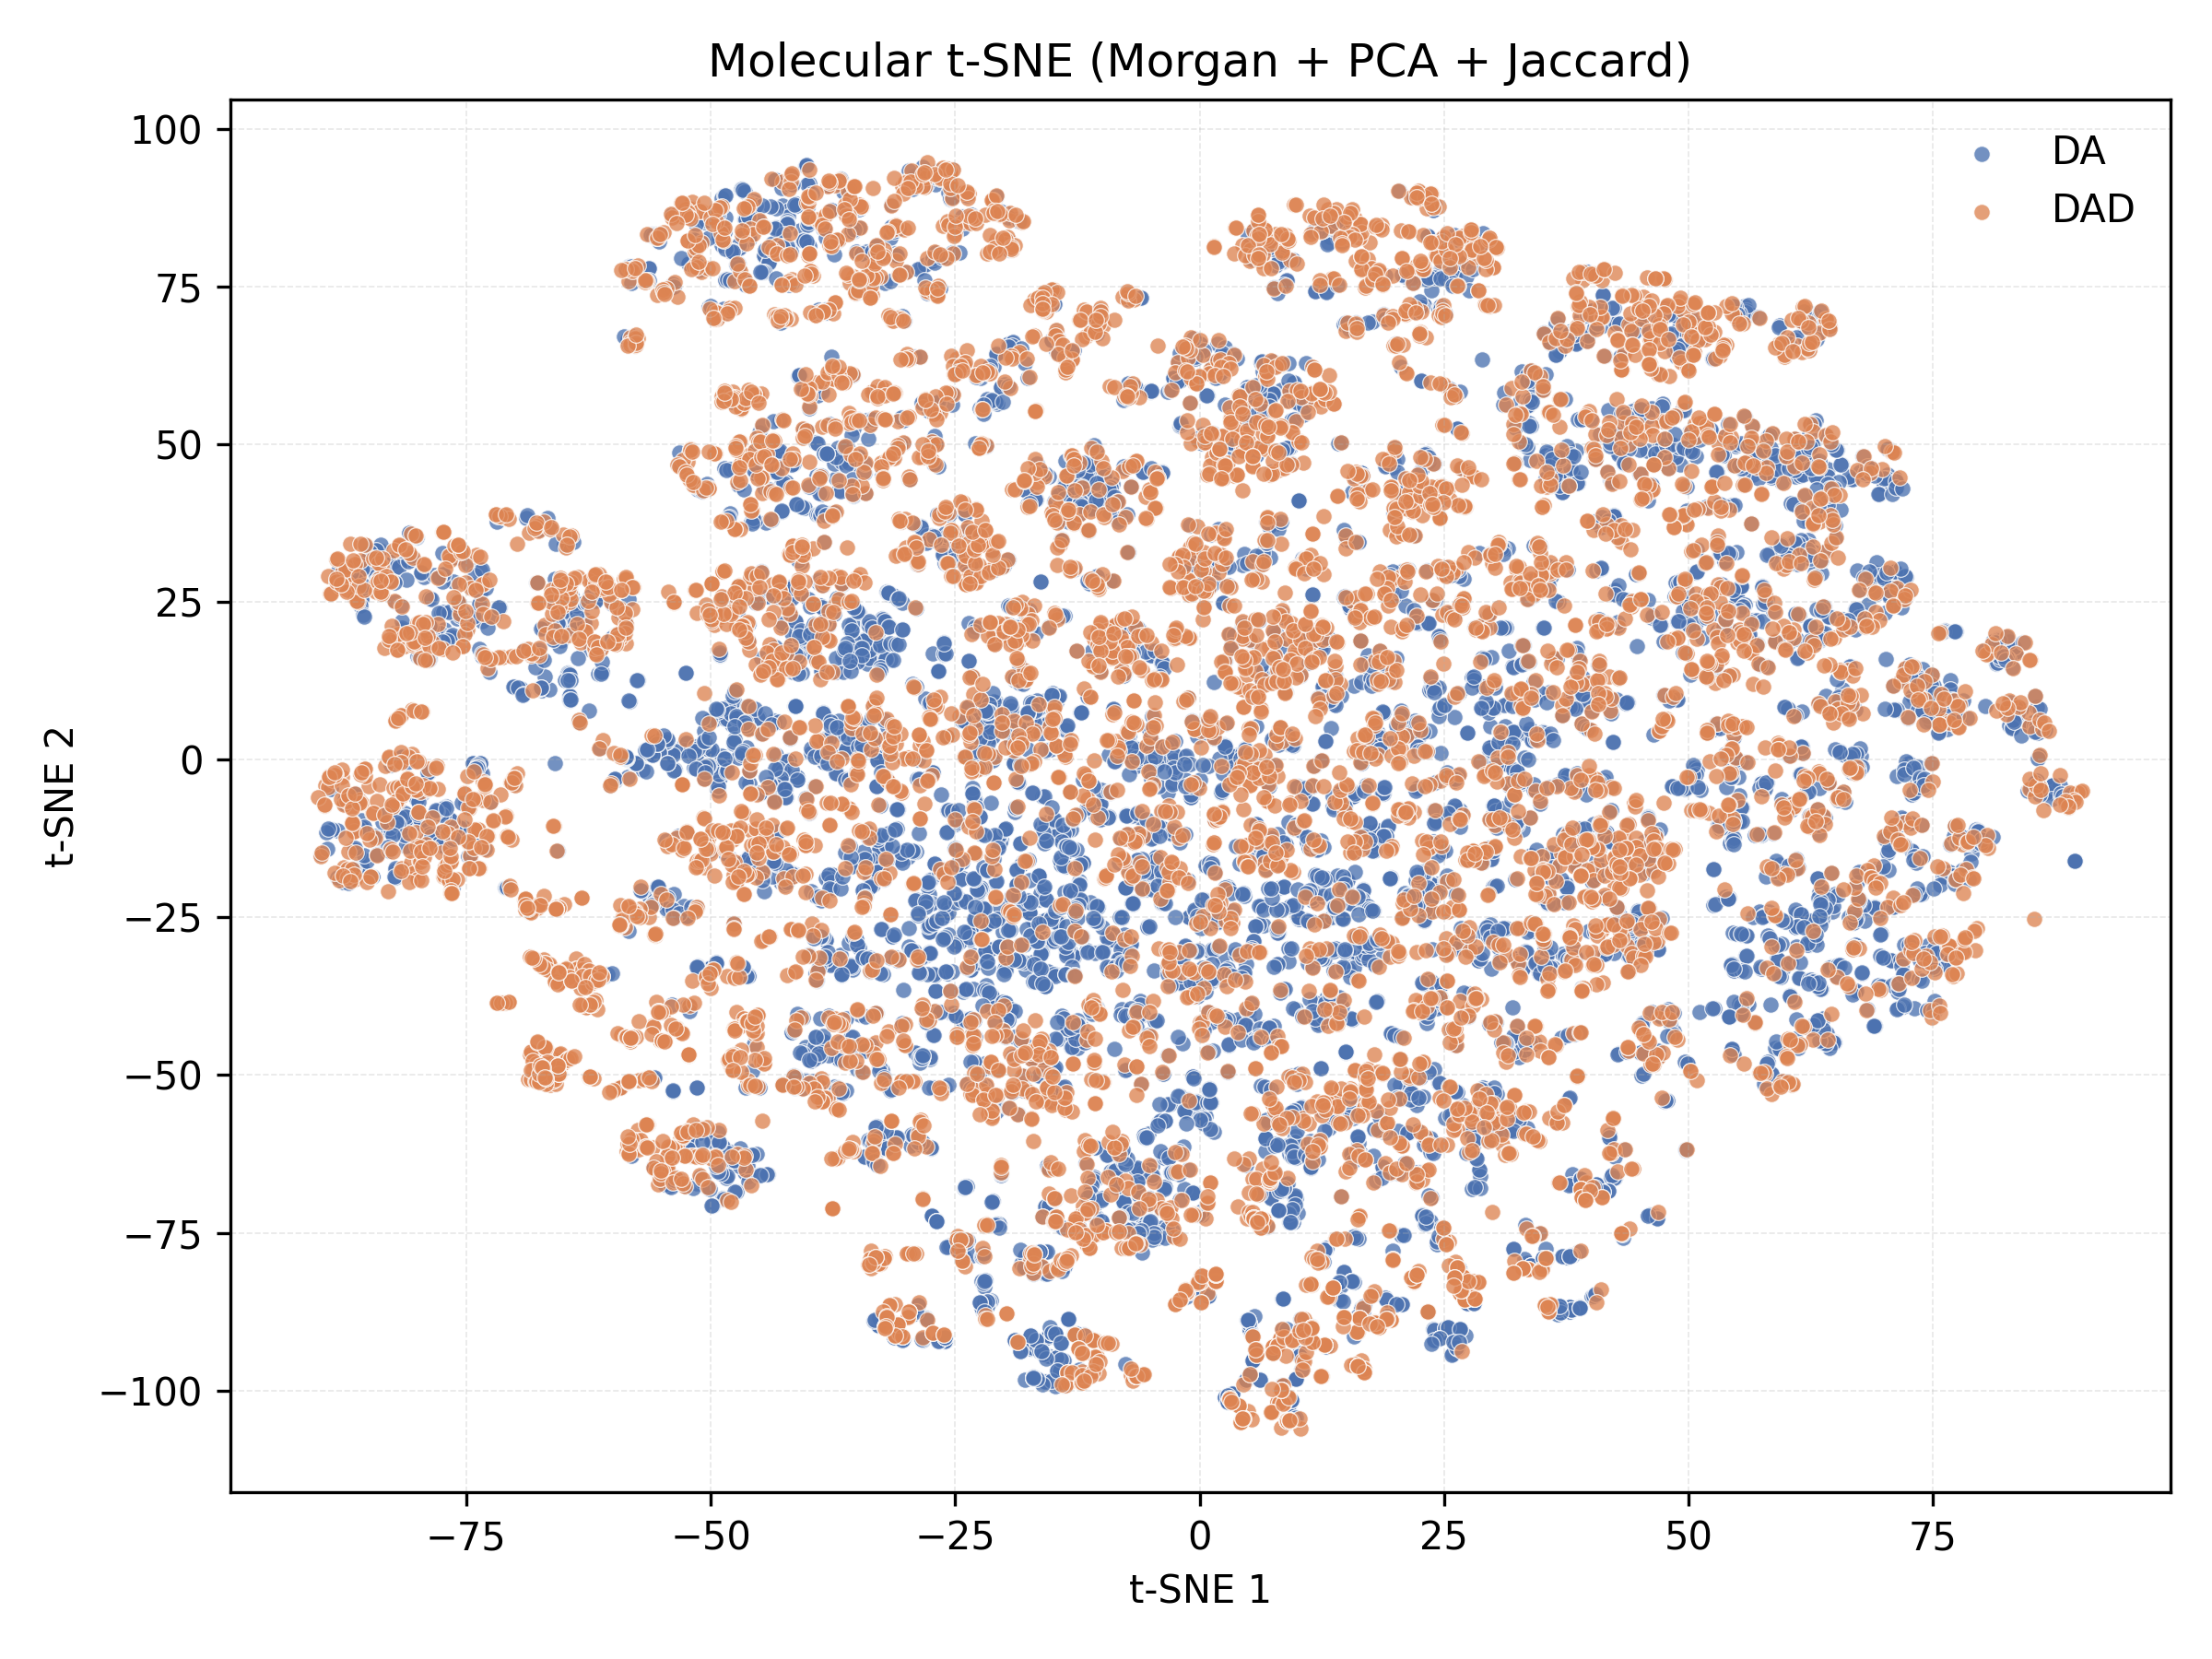 Molecular t-SNE (Morgan + PCA + Jaccard)
DA
DAD
100
75
50
25
0
−25
−50
−75
−100
t-SNE 2
−75 −50 −25 0 25 50 75
t-SNE 1